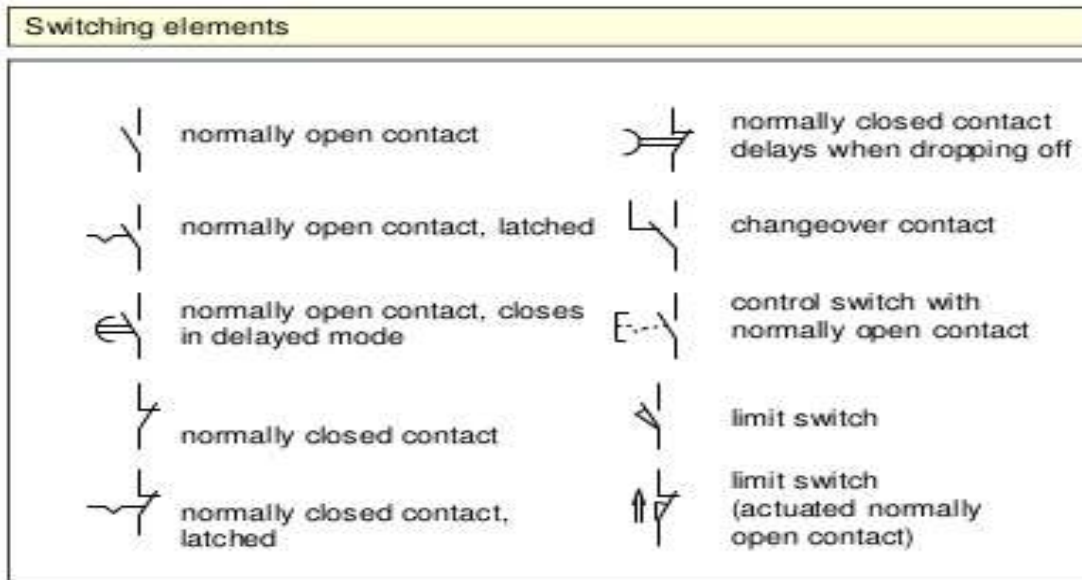 Switching elements
normally open contact
normally open contact, latched
normally open contact, closes
in delayed mode
normally closed contact
normally closed contact,
latched
normally closed contact
delays when dropping off
changeover contact
control switch with
normally open contact
limit switch
limit switch
(actuated normally
open contact)